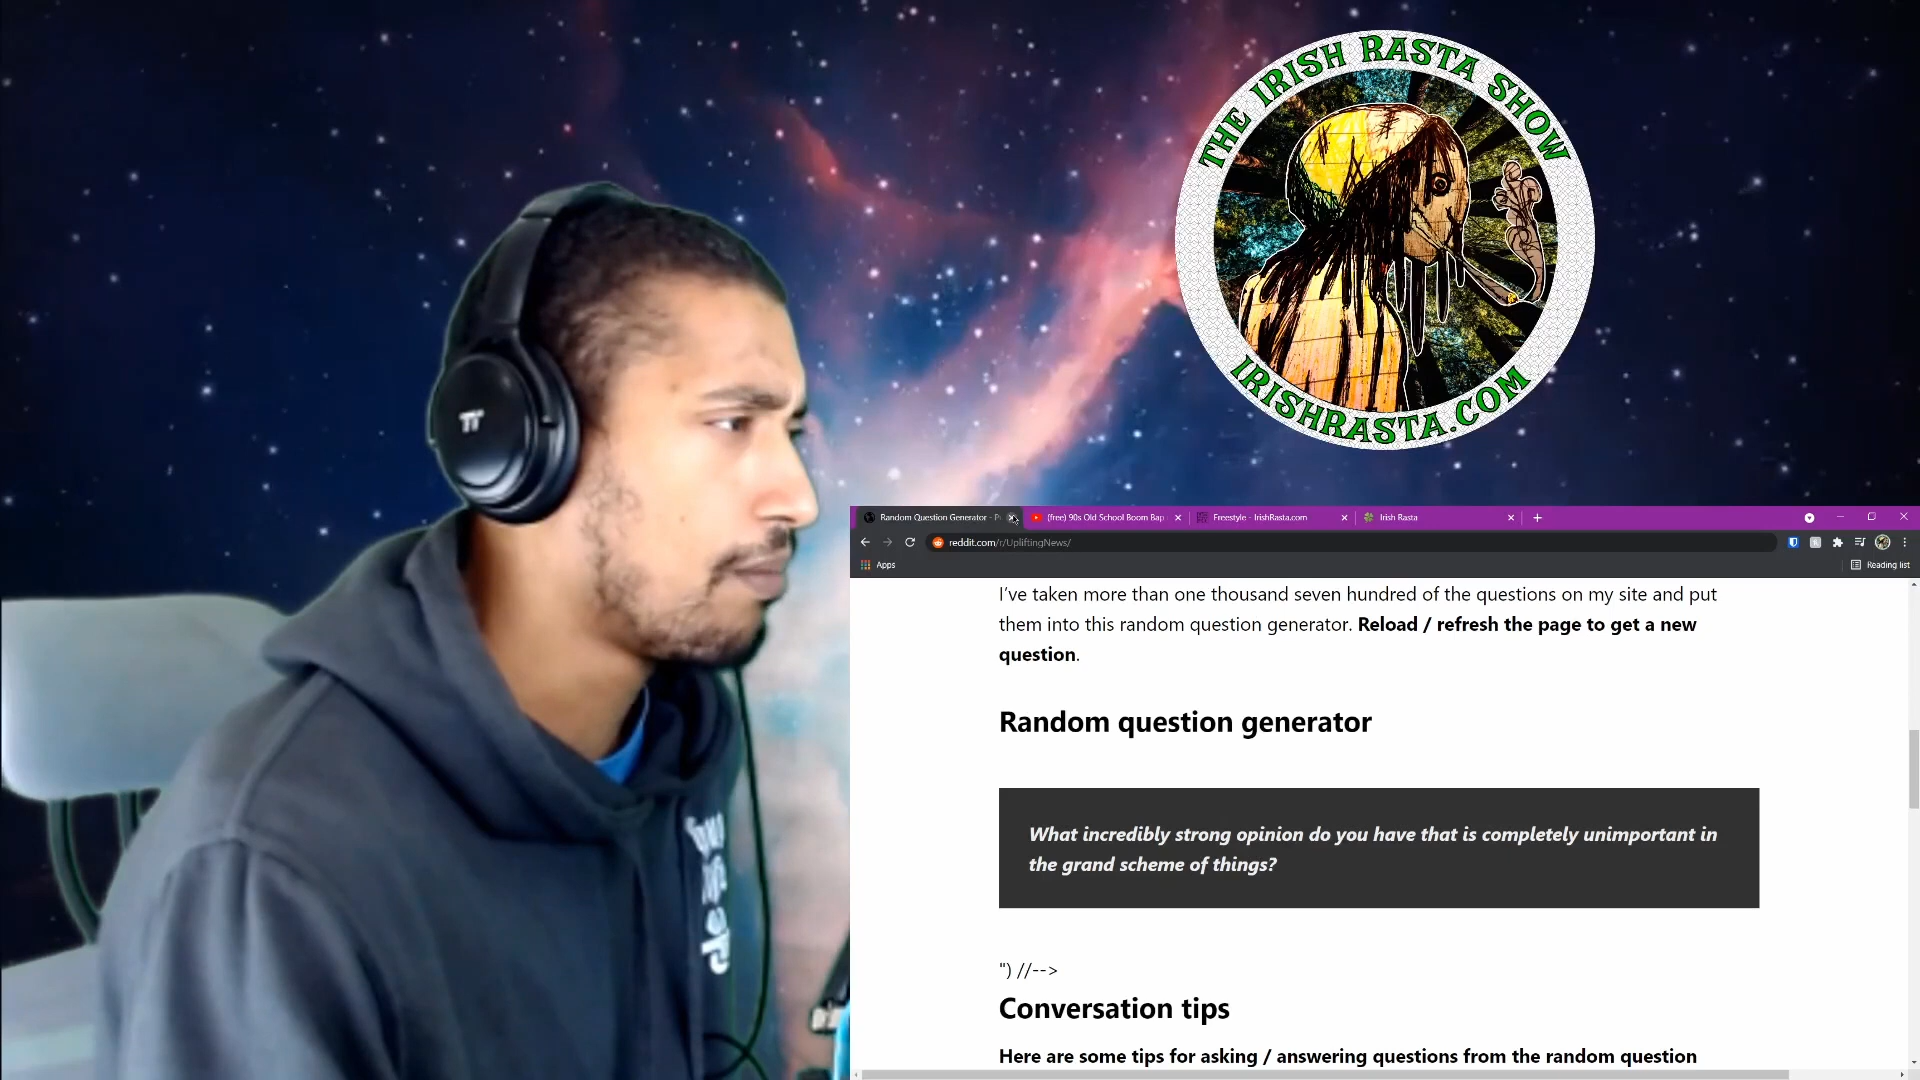 THE IRISH RASTA SHOW
IRISHRASTA.COM
Random Question Generator - P
(free) 90s Old School Boom Bap
Freestyle - IrishRasta.com
Irish Rasta
reddit.com/r/UpliftingNews/
Apps
Reading list
I've taken more than one thousand seven hundred of the questions on my site and put
them into this random question generator. Reload / refresh the page to get a new
question.
Random question generator
What incredibly strong opinion do you have that is completely unimportant in
the grand scheme of things?
") //-->
Conversation tips
Here are some tips for asking / answering questions from the random question